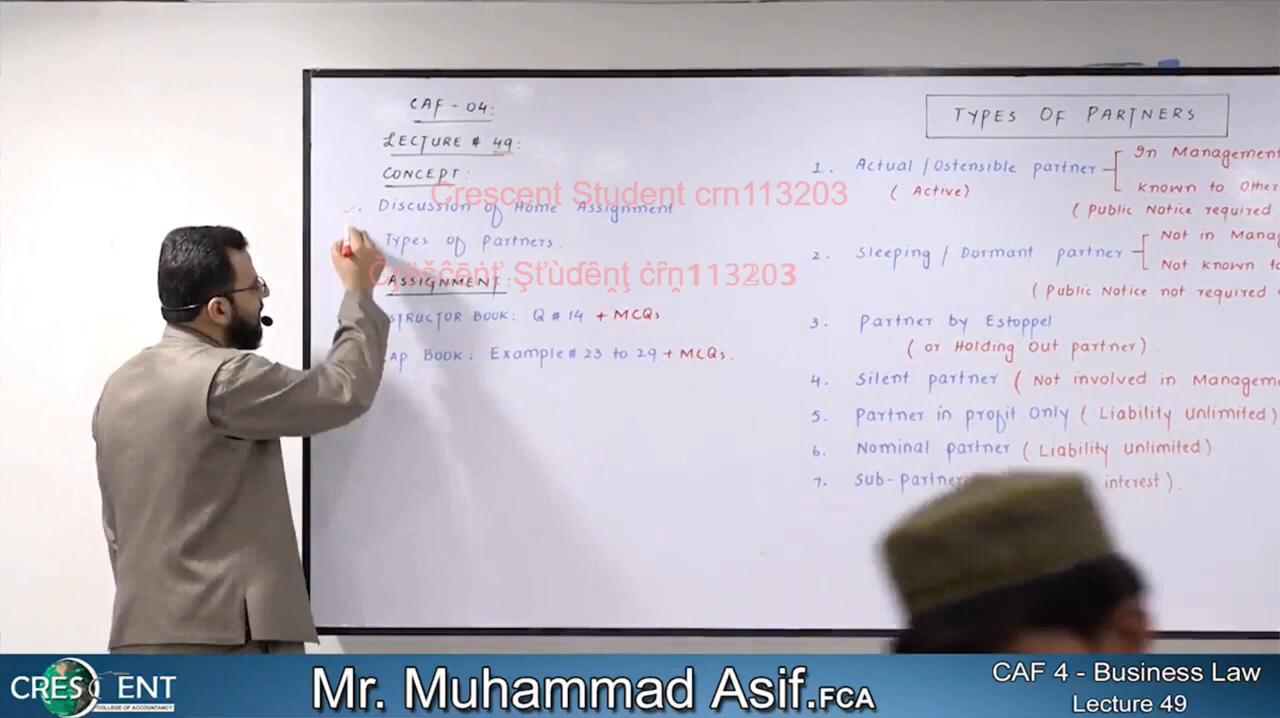 CAF - 04:
LECTURE # 49:
CONCEPT:
Crescent Student crn113203
Discussion of Home Assignment
Types of Partners.
ASSIGNMENT:
STRUCTOR BOOK: Q # 14 + MCQs
AP BOOK: Example # 23 to 29 + MCQs.
TYPES OF PARTNERS
1. Actual / Ostensible partner
In Management
(Active)
Known to Other
(Public Notice required
2. Sleeping / Dormant partner
Not in Mana
Not known to
(Public Notice not required
3. Partner by Estoppel
(or Holding Out partner).
4. Silent partner (Not involved in Manageme
5. Partner in profit Only (Liability unlimited)
6. Nominal partner (Liability unlimited)
7. Sub-partner interest).
CRESCENT
COLLEGE OF ACCOUNTANCY
Mr. Muhammad Asif.FCA
CAF 4 - Business Law
Lecture 49